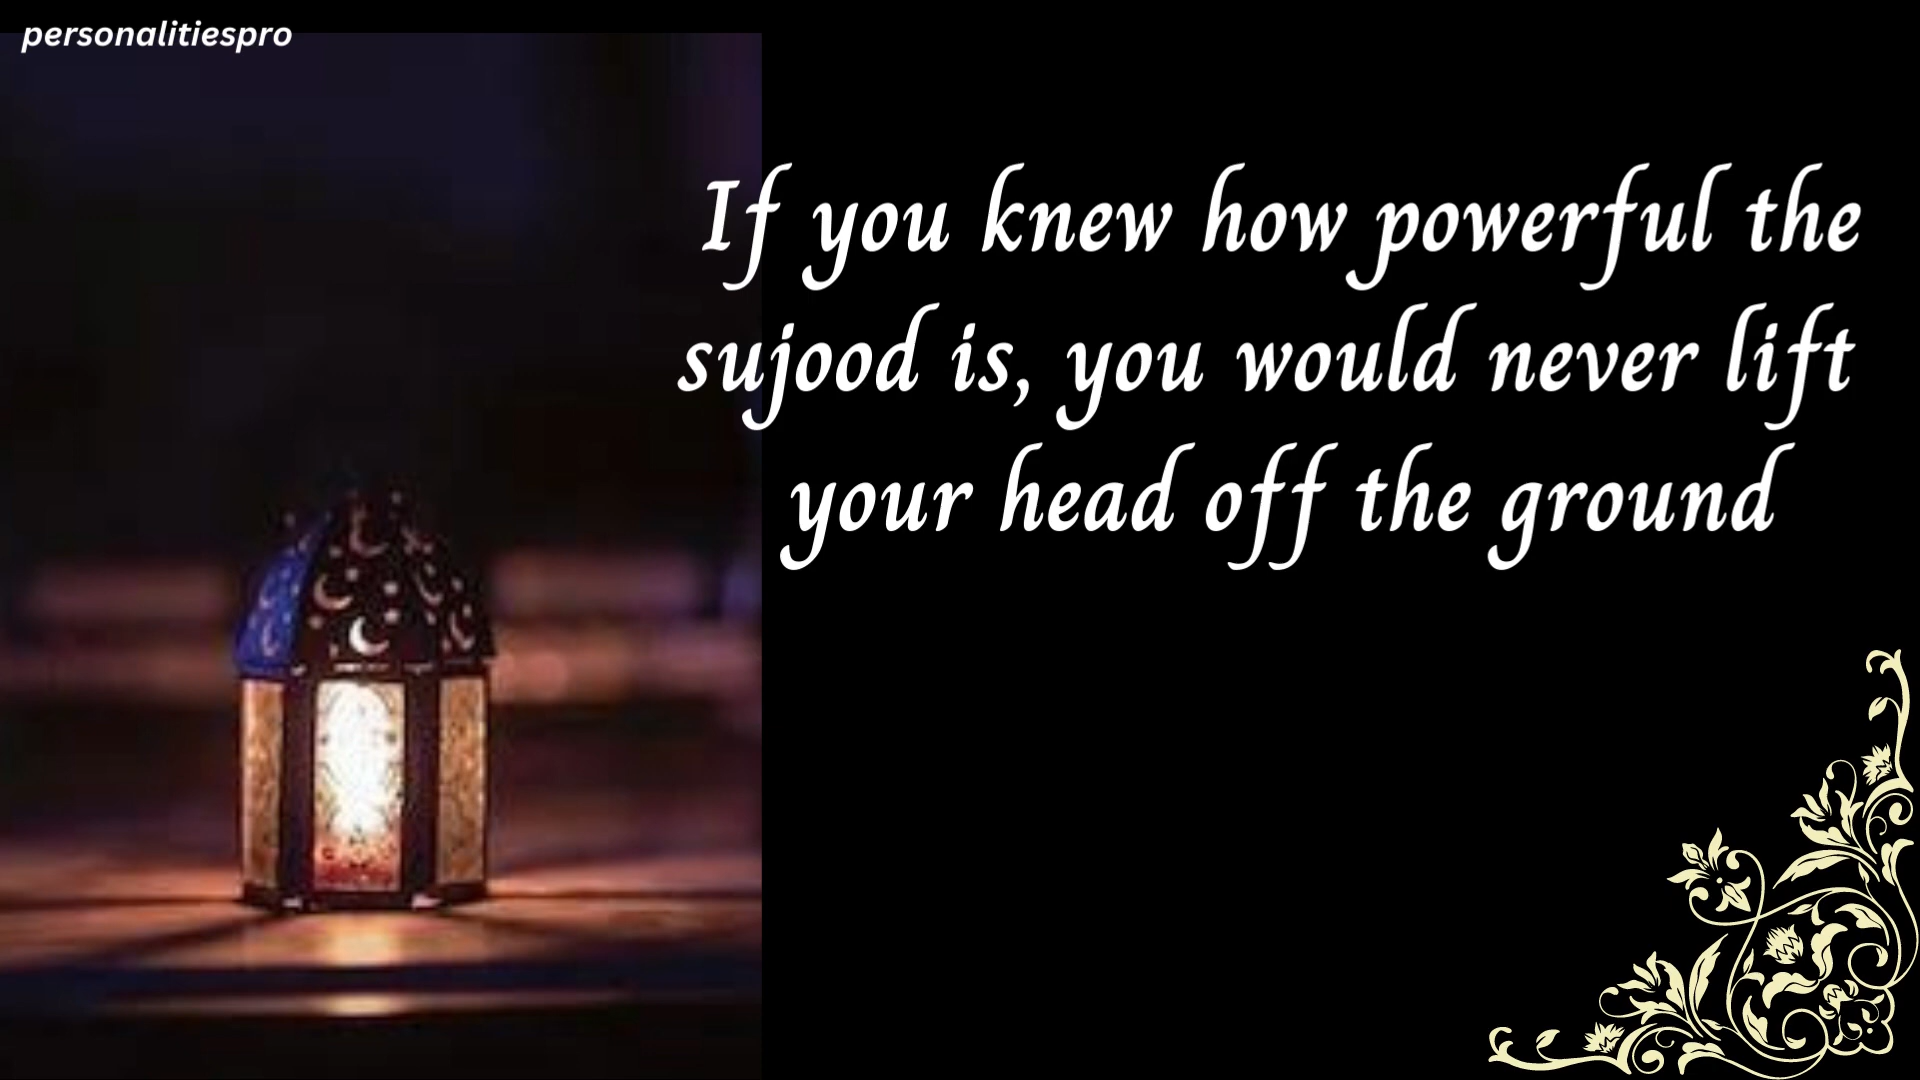 personalitiespro
If you knew how powerful the
sujood is, you would never lift
your head off the ground